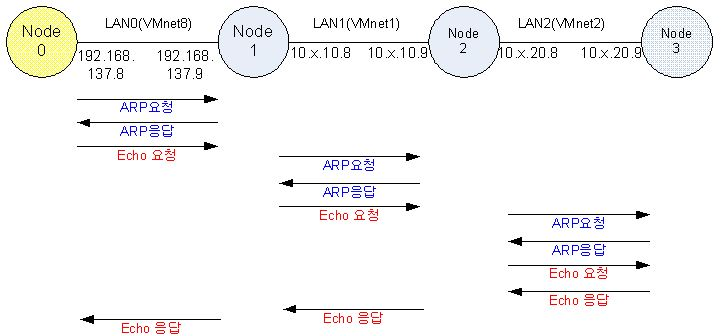 Node 0
LAN0(VMnet8)
Node 1
LAN1(VMnet1)
Node 2
LAN2(VMnet2)
Node 3
192.168.
137.8
192.168.
137.9
10.x.10.8
10.x.10.9
10.x.20.8
10.x.20.9
ARP요청
ARP응답
Echo 요청
ARP요청
ARP응답
Echo 요청
ARP요청
ARP응답
Echo 요청
Echo 응답
Echo 응답
Echo 응답